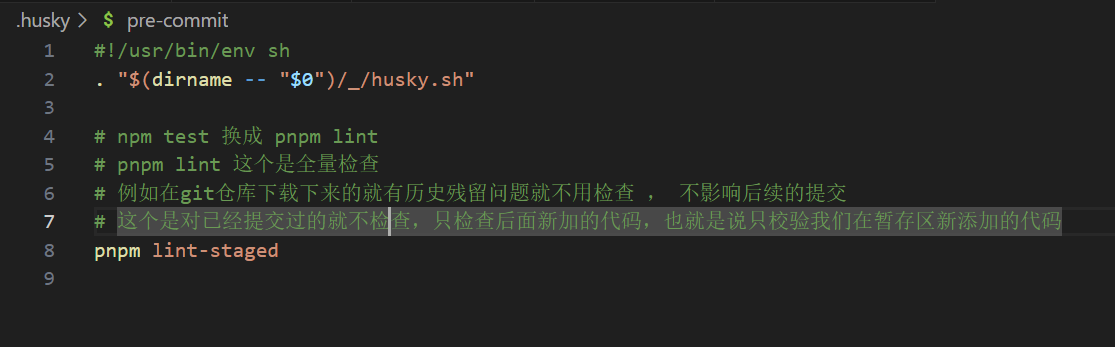 .husky > $ pre-commit
1 #!/usr/bin/env sh
2 . "$(dirname -- "$0")/_/husky.sh"
3
4 # npm test 换成 pnpm lint
5 # pnpm lint 这个是全量检查
6 # 例如在git仓库下载下来的就有历史残留问题就不用检查 ， 不影响后续的提交
7 # 这个是对已经提交过的就不检查，只检查后面新加的代码，也就是说只校验我们在暂存区新添加的代码
8 pnpm lint-staged
9